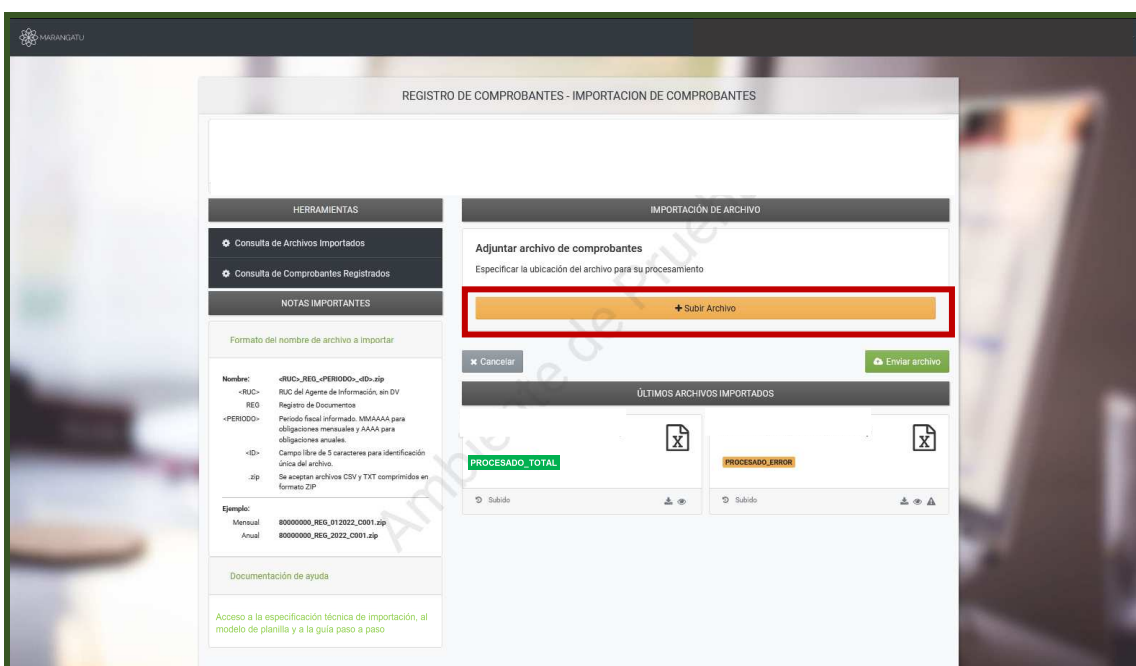 MARANGATU
REGISTRO DE COMPROBANTES - IMPORTACION DE COMPROBANTES
HERRAMIENTAS
Consulta de Archivos Importados
Consulta de Comprobantes Registrados
NOTAS IMPORTANTES
Formato del nombre de archivo a importar
Nombre: <RUC>_REG_<PERIODO>_<ID>.zip
<RUC> RUC del Agente de Información, sin DV
REG Registro de Documentos
<PERIODO> Periodo fiscal informado. MMAAAA para
obligaciones mensuales y AAAA para
obligaciones anuales.
<ID> Campo libre de 5 caracteres para identificación
única del archivo.
.zip Se aceptan archivos CSV y TXT comprimidos en
formato ZIP
Ejemplo:
Mensual 80000000_REG_012022_C001.zip
Anual 80000000_REG_2022_C001.zip
Documentación de ayuda
Acceso a la especificación técnica de importación, al
modelo de planilla y a la guía paso a paso
IMPORTACIÓN DE ARCHIVO
Adjuntar archivo de comprobantes
Especificar la ubicación del archivo para su procesamiento
+ Subir Archivo
Cancelar
Enviar archivo
ÚLTIMOS ARCHIVOS IMPORTADOS
X
PROCESADO_TOTAL
Subido
X
PROCESADO_ERROR
Subido
Ambiente de Prueb